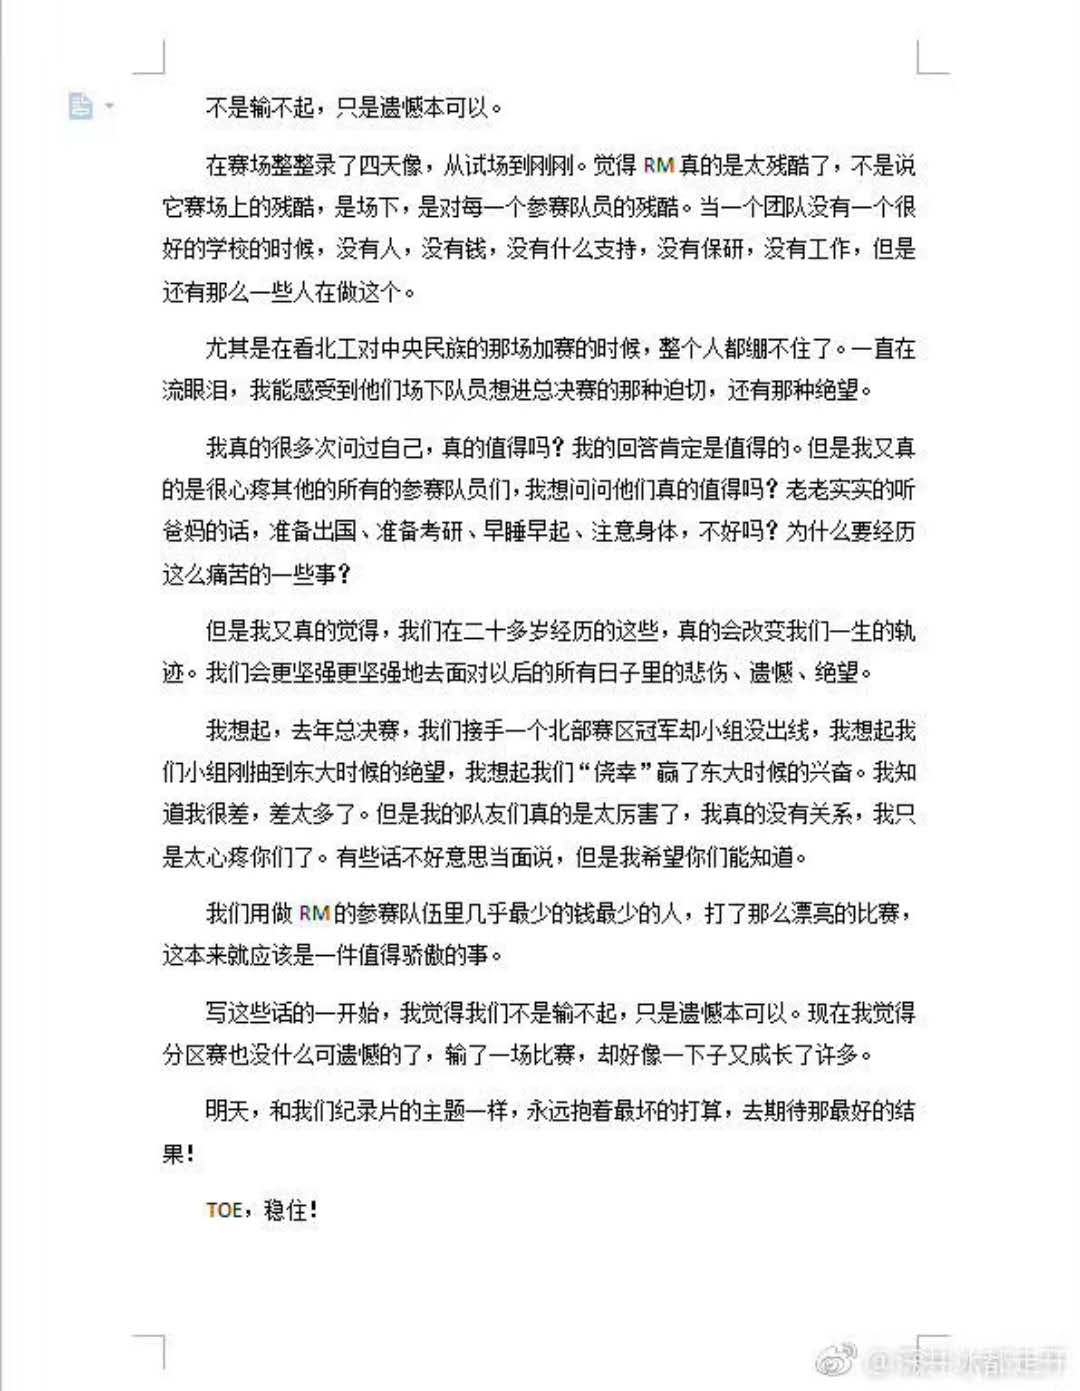 不是输不起，只是遗憾本可以。
在赛场整整录了四天像，从试场到刚刚。觉得 RM 真的是太残酷了，不是说
它赛场上的残酷，是场下，是对每一个参赛队员的残酷。当一个团队没有一个很
好的学校的时候，没有人，没有钱，没有什么支持，没有保研，没有工作，但是
还有那么一些人在做这个。
尤其是在看北工对中央民族的那场加赛的时候，整个人都绷不住了。一直在
流眼泪，我能感受到他们场下队员想进总决赛的那种迫切，还有那种绝望。
我真的很多次问过自己，真的值得吗？我的回答肯定是值得的。但是我又真
的是很心疼其他的所有的参赛队员们，我想问问他们真的值得吗？老老实实的听
爸妈的话，准备出国、准备考研、早睡早起、注意身体，不好吗？为什么要经历
这么痛苦的一些事？
但是我又真的觉得，我们在二十多岁经历的这些，真的会改变我们一生的轨
迹。我们会更坚强更坚强地去面对以后的所有日子里的悲伤、遗憾、绝望。
我想起，去年总决赛，我们接手一个北部赛区冠军却小组没出线，我想起我
们小组刚抽到东大时候的绝望，我想起我们“侥幸”赢了东大时候的兴奋。我知
道我很差，差太多了。但是我的队友们真的是太厉害了，我真的没有关系，我只
是太心疼你们了。有些话不好意思当面说，但是我希望你们能知道。
我们用做 RM 的参赛队伍里几乎最少的钱最少的人，打了那么漂亮的比赛，
这本来就应该是一件值得骄傲的事。
写这些话的一开始，我觉得我们不是输不起，只是遗憾本可以。现在我觉得
分区赛也没什么可遗憾的了，输了一场比赛，却好像一下子又成长了许多。
明天，和我们纪录片的主题一样，永远抱着最坏的打算，去期待那最好的结
果！
TOE，稳住！